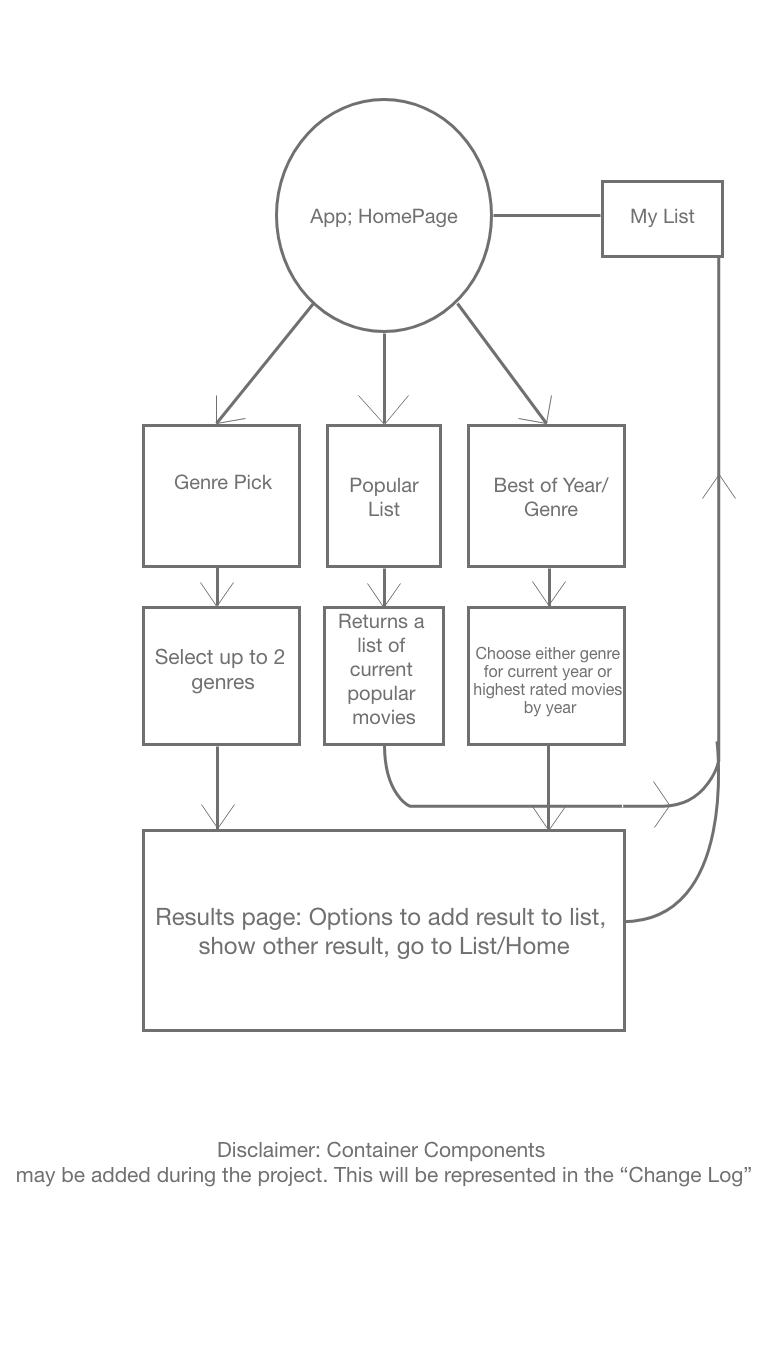 App; HomePage
My List
Genre Pick
Popular
List
Best of Year/
Genre
Select up to 2
genres
Returns a
list of
current
popular
movies
Choose either genre
for current year or
highest rated movies
by year
Results page: Options to add result to list,
show other result, go to List/Home
Disclaimer: Container Components
may be added during the project. This will be represented in the “Change Log”